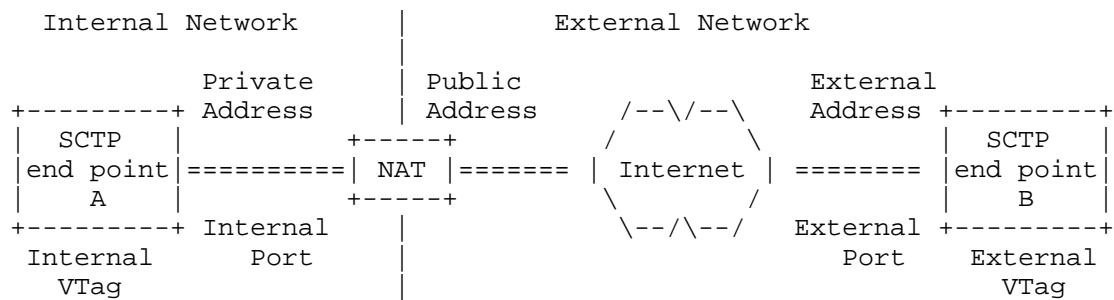 Internal Network | External Network
|
Private | Public External
+---------+ Address | Address /--\/--\ Address +---------+
| SCTP | +-----+ / \ | SCTP |
|end point|==========| NAT |======= | Internet | ======== |end point|
| A | +-----+ \ / | B |
+---------+ Internal | \--/\--/ External +---------+
Internal Port | Port External
VTag | VTag